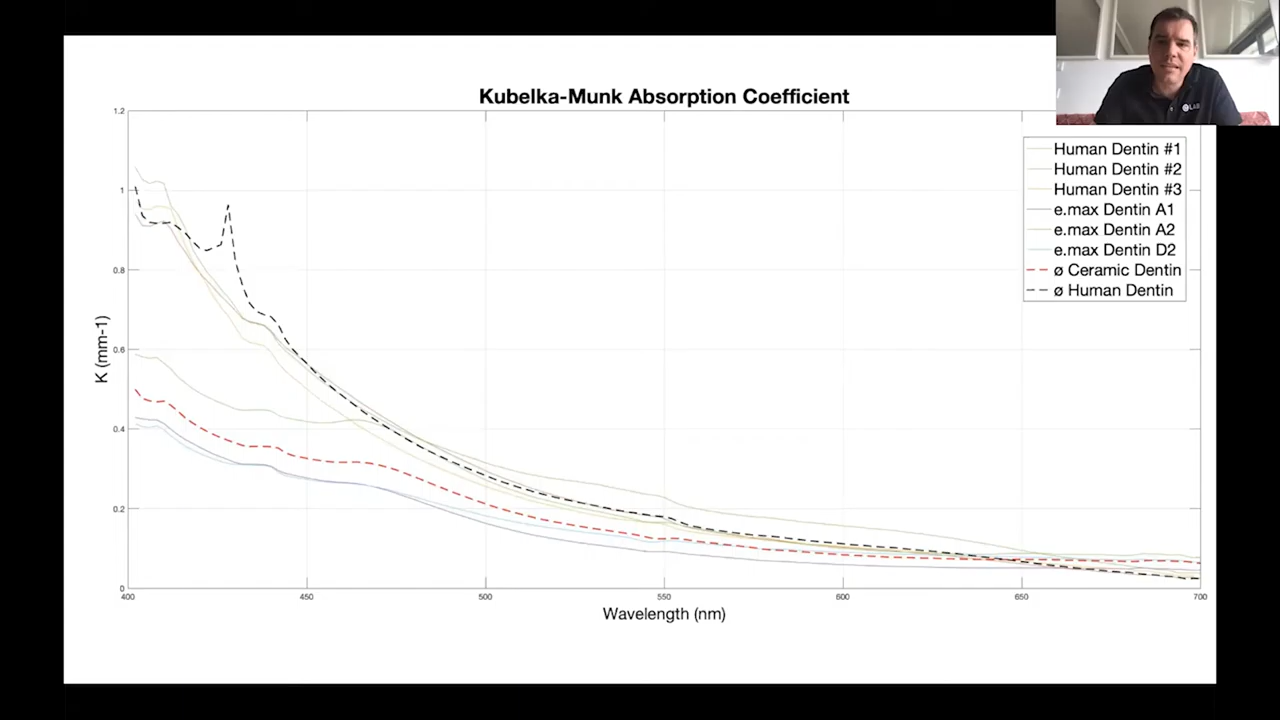 Kubelka-Munk Absorption Coefficient
1.2
1
0.8
0.6
0.4
0.2
0
K (mm-1)
400
450
500
550
600
650
700
Wavelength (nm)
Human Dentin #1
Human Dentin #2
Human Dentin #3
e.max Dentin A1
e.max Dentin A2
e.max Dentin D2
ø Ceramic Dentin
ø Human Dentin